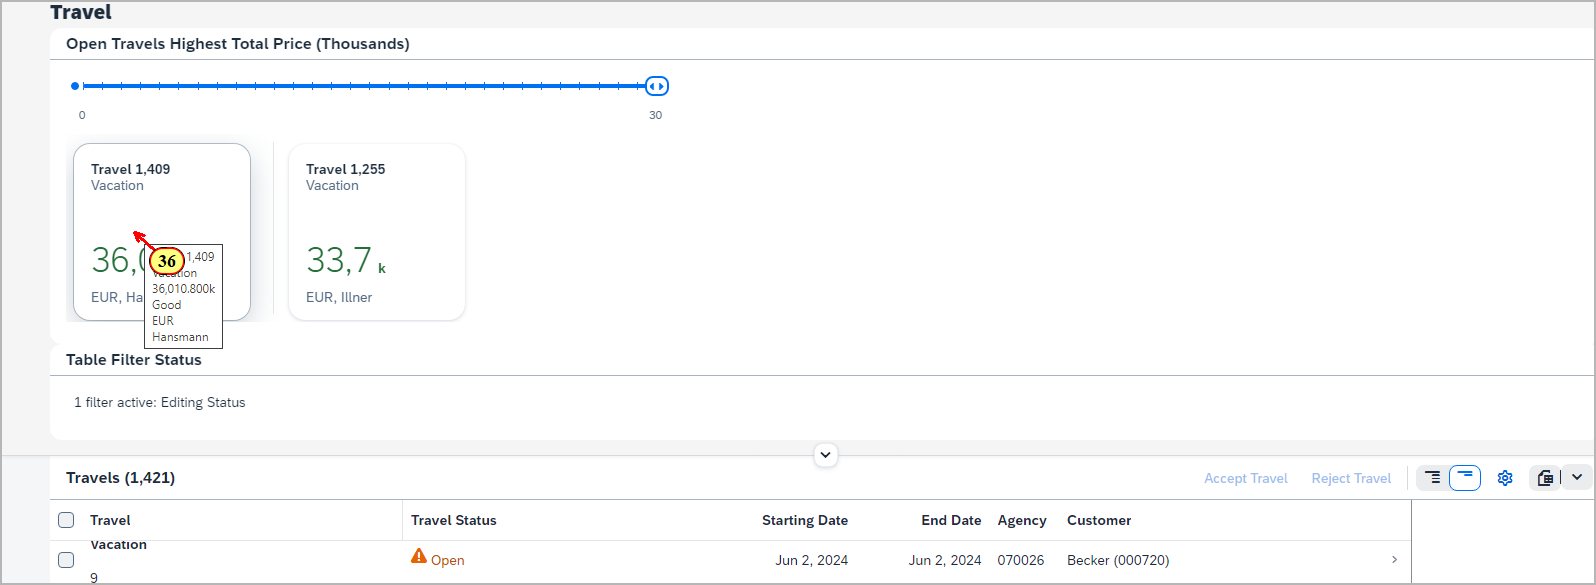 Travel
Open Travels Highest Total Price (Thousands)
0 30
Travel 1,409
Vacation
EUR, Ha
36
1,409
Vacation
36,010.800k
Good
EUR
Hansmann
Travel 1,255
Vacation
33,7 k
EUR, Illner
Table Filter Status
1 filter active: Editing Status
Travels (1,421) Accept Travel Reject Travel
Travel Travel Status Starting Date End Date Agency Customer
Vacation
Open Jun 2, 2024 Jun 2, 2024 070026 Becker (000720)
9